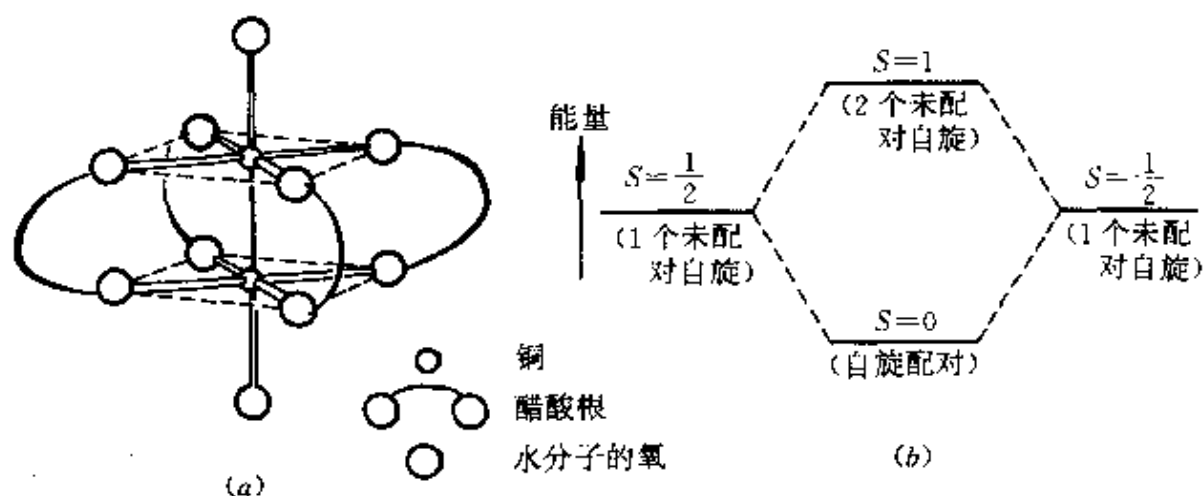 铜
醋酸根
水分子的氧
(a)
能量
S=1
(2 个未配
对自旋)
S=1/2
(1 个未配
对自旋)
S=1/2
(1 个未配
对自旋)
S=0
(自旋配对)
(b)